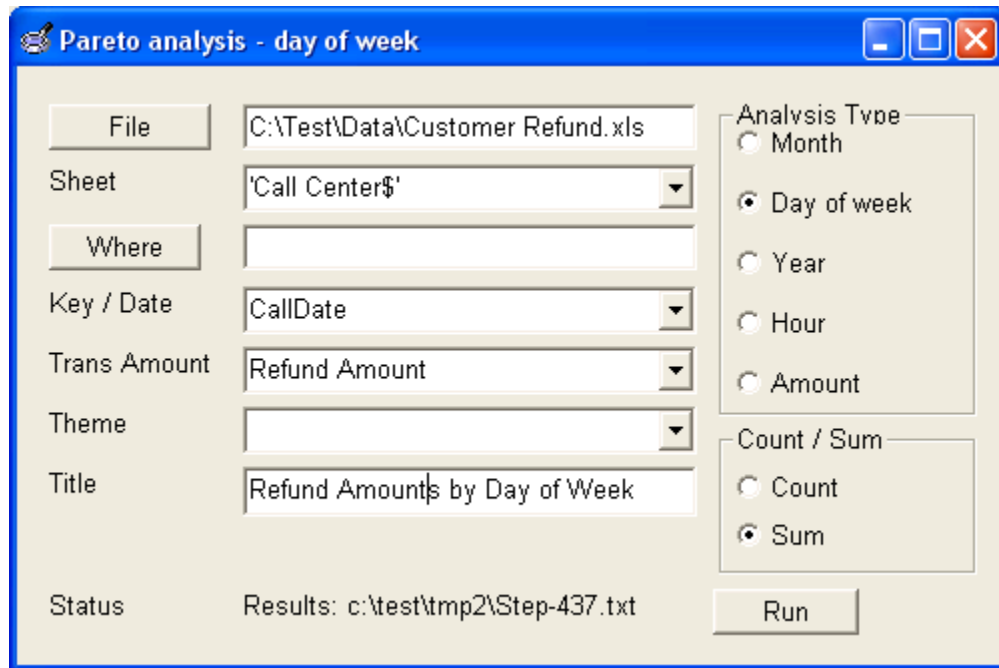 Pareto analysis - day of week
File
C:\Test\Data\Customer Refund.xls
Sheet
'Call Center$'
Where
Key / Date
CallDate
Trans Amount
Refund Amount
Theme
Title
Refund Amounts by Day of Week
Analysis Type
Month
Day of week
Year
Hour
Amount
Count / Sum
Count
Sum
Status
Results: c:\test\tmp2\Step-437.txt
Run